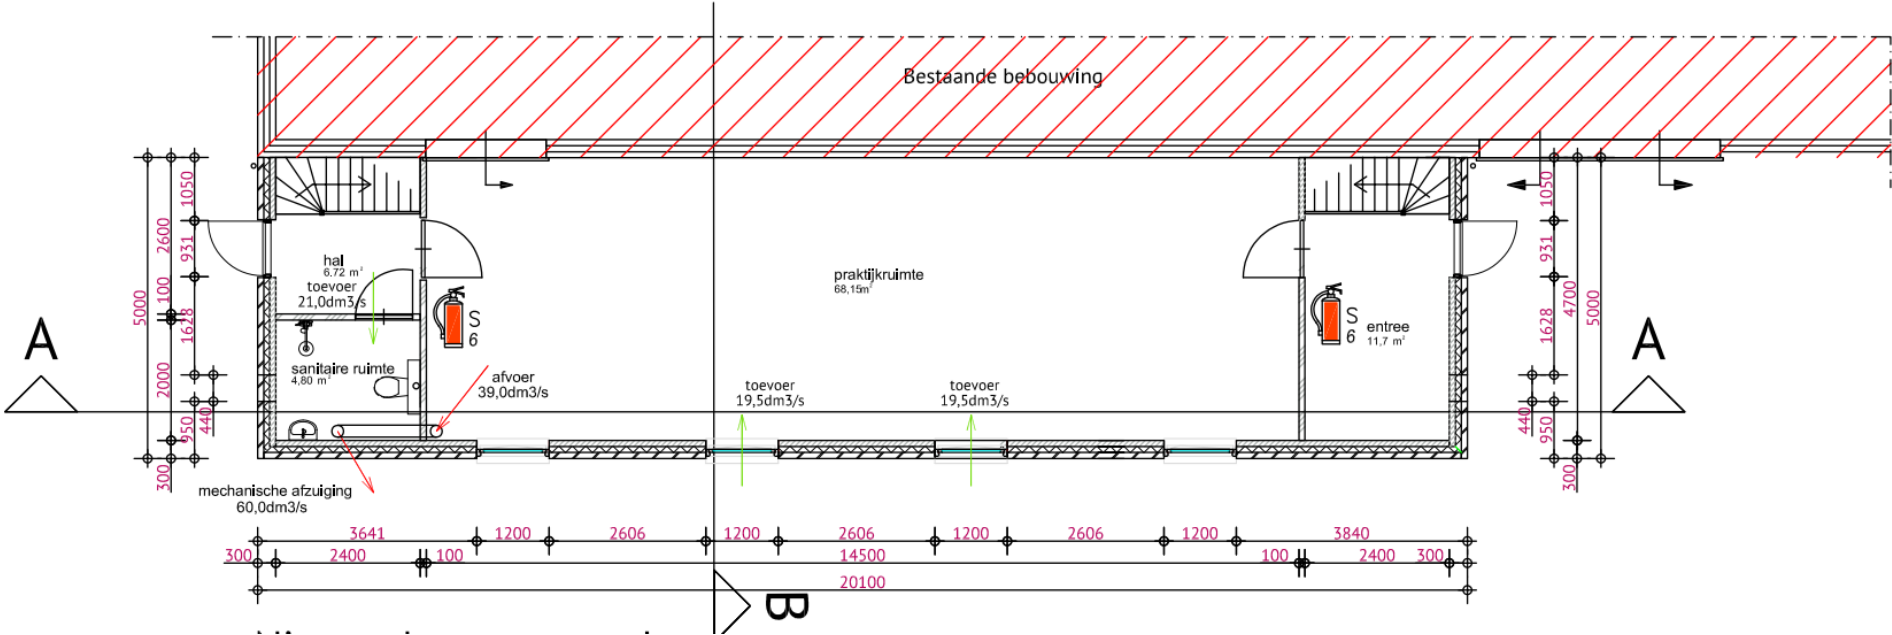 Bestaande bebouwing
1050
2600
931
100
5000
1628
2000
950
440
300
hal
6.72 m²
toevoer
21,0dm3/s
S
6
praktijkruimte
68,15m²
S
6
entree
11,7 m²
1050
931
4700
5000
1628
440
950
300
A
A
sanitaire ruimte
4,80 m²
afvoer
39,0dm3/s
toevoer
19,5dm3/s
toevoer
19,5dm3/s
mechanische afzuiging
60,0dm3/s
3641 1200 2606 1200 2606 1200 2606 1200 3840
300 2400 100 14500 100 2400 300
20100
B